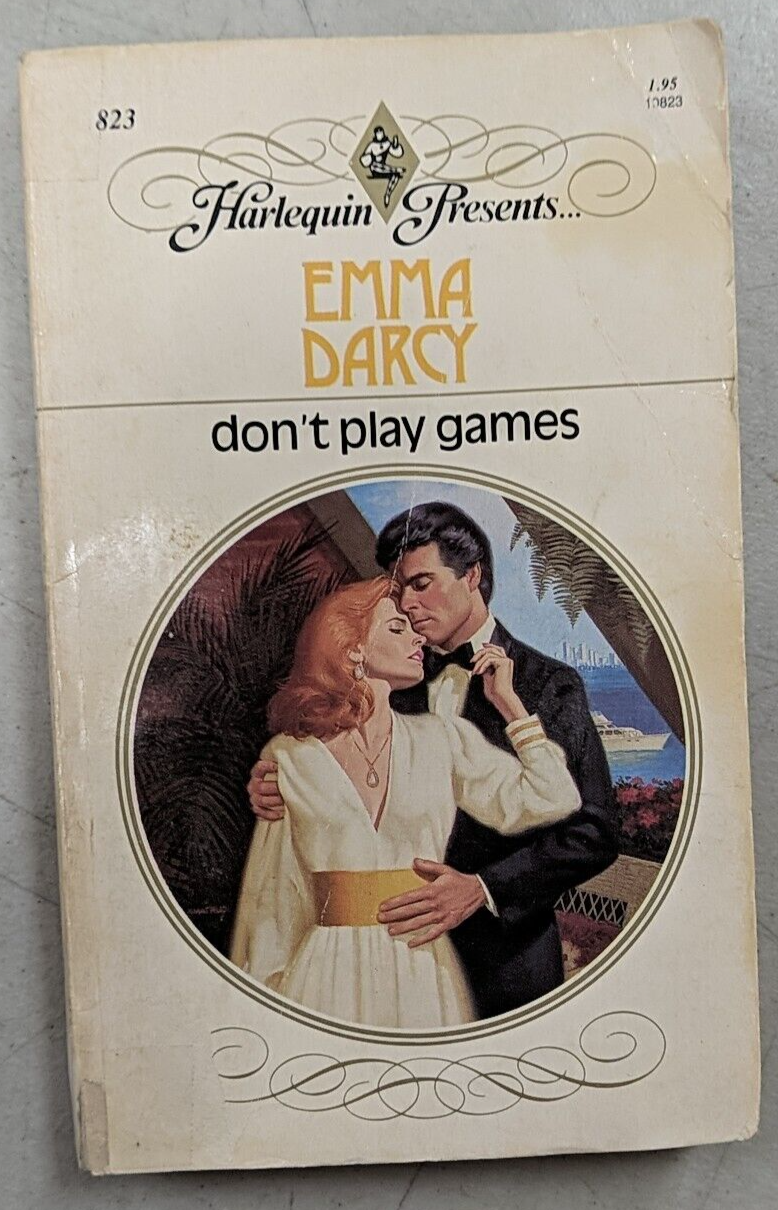 823
1.95
10823
Harlequin Presents...
EMMA
DARCY
don't play games